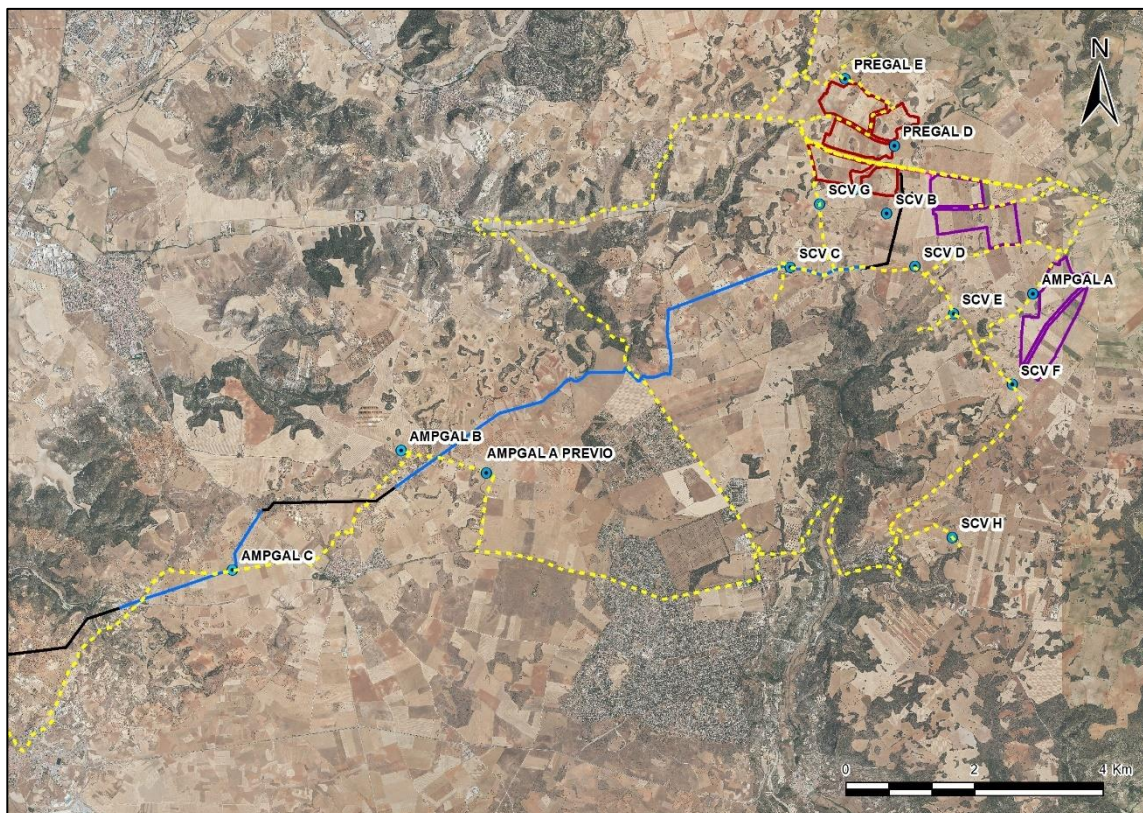 N
PREGAL E
PREGAL D
SCV G
SCV B
SCV C
SCV D
AMPGAL A
SCV E
SCV F
AMPGAL B
AMPGAL A PREVIO
SCV H
AMPGAL C
0 2 4 Km